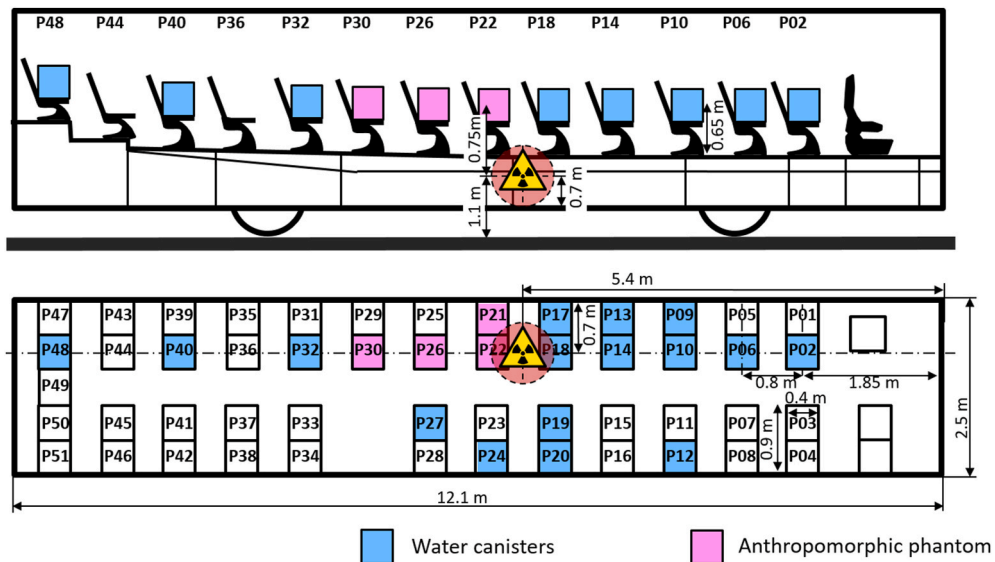 P48 P44 P40 P36 P32 P30 P26 P22 P18 P14 P10 P06 P02
0.75m
0.65 m
1.1 m
0.7 m
5.4 m
P47 P43 P39 P35 P31 P29 P25 P21 P17 P13 P09 P05 P01
0.7 m
P48 P44 P40 P36 P32 P30 P26 P22 P18 P14 P10 P06 P02
0.8 m
1.85 m
P49
0.4 m
P50 P45 P41 P37 P33 P27 P23 P19 P15 P11 P07 P03
0.9 m
2.5 m
P51 P46 P42 P38 P34 P28 P24 P20 P16 P12 P08 P04
12.1 m
Water canisters
Anthropomorphic phantom